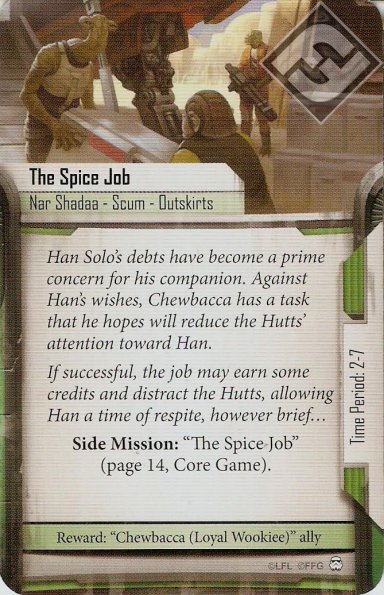 The Spice Job
Nar Shadaa - Scum - Outskirts
Han Solo's debts have become a prime
concern for his companion. Against
Han's wishes, Chewbacca has a task
that he hopes will reduce the Hutts'
attention toward Han.
If successful, the job may earn some
credits and distract the Hutts, allowing
Han a time of respite, however brief…
Side Mission: “The Spice Job”
(page 14, Core Game).
Time Period: 2-7
Reward: “Chewbacca (Loyal Wookiee)” ally
©LFL ©FFG